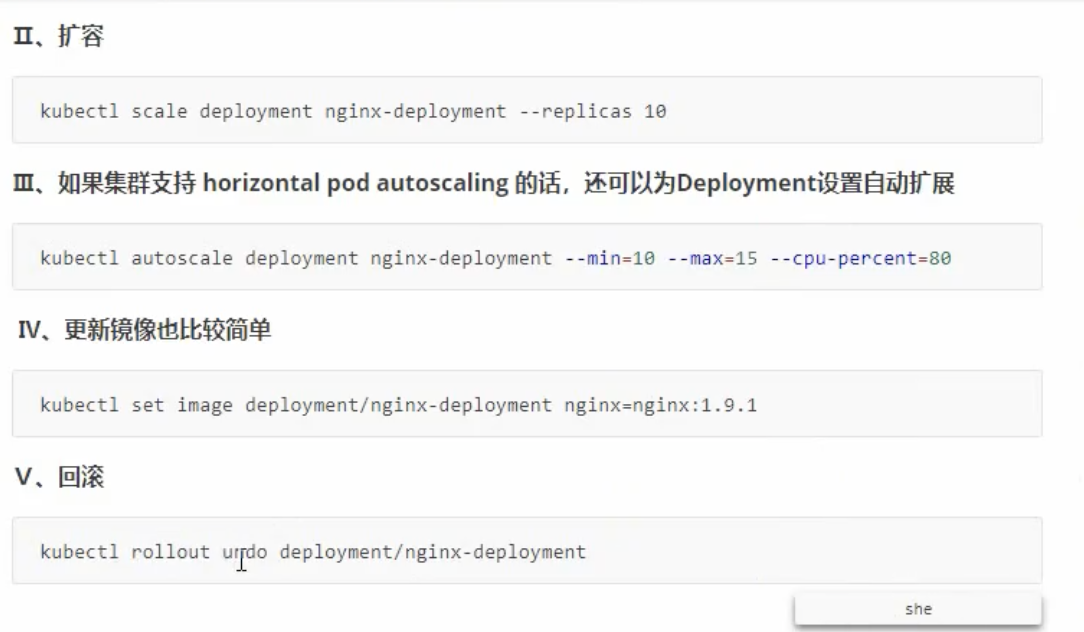 Ⅱ、扩容
kubectl scale deployment nginx-deployment --replicas 10
Ⅲ、如果集群支持 horizontal pod autoscaling 的话，还可以为Deployment设置自动扩展
kubectl autoscale deployment nginx-deployment --min=10 --max=15 --cpu-percent=80
Ⅳ、更新镜像也比较简单
kubectl set image deployment/nginx-deployment nginx=nginx:1.9.1
Ⅴ、回滚
kubectl rollout undo deployment/nginx-deployment
she